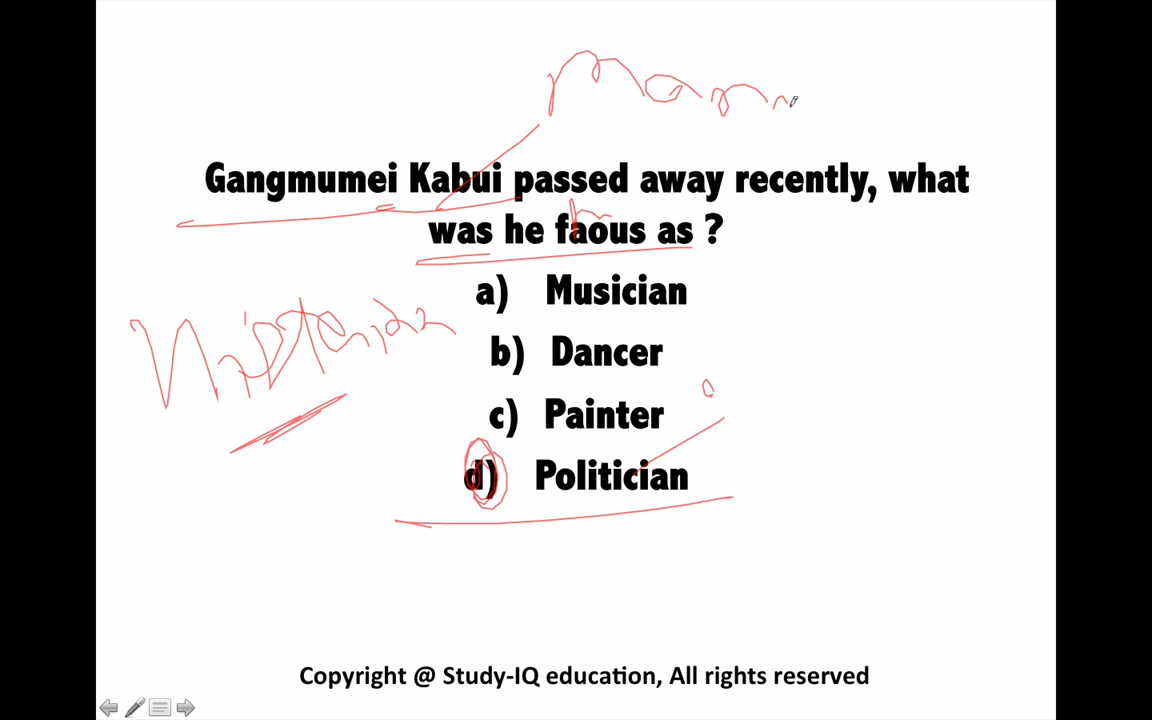 Gangmumei Kabui passed away recently, what
was he faous as ?
m
a) Musician
b) Dancer
c) Painter
d) Politician
Copyright @ Study-IQ education, All rights reserved